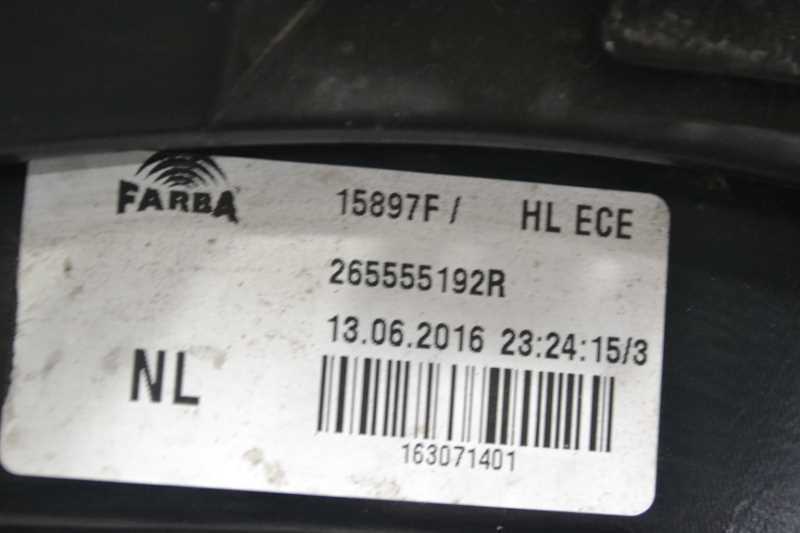 FARBA 15897F / HL ECE
265555192R
13.06.2016 23:24:15/3
NL
163071401